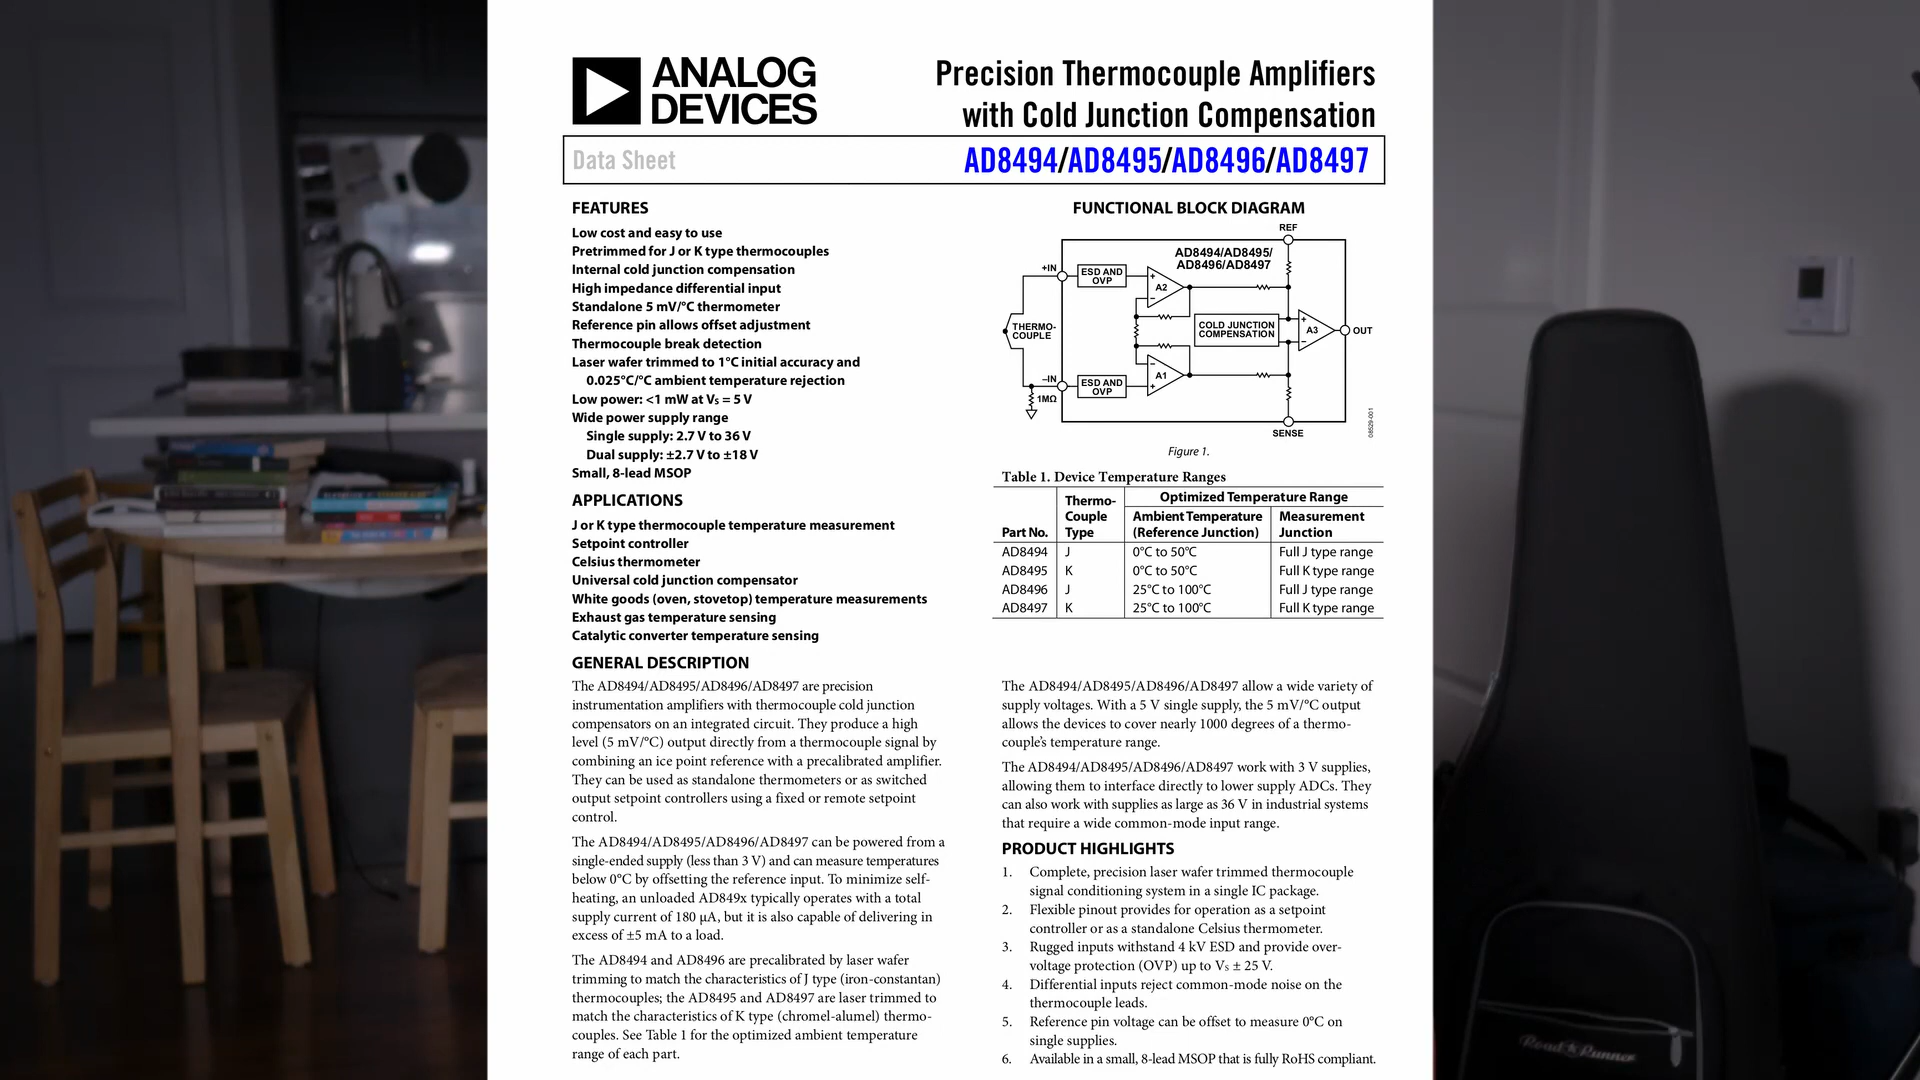 ANALOG
DEVICES
Precision Thermocouple Amplifiers
with Cold Junction Compensation
Data Sheet
AD8494/AD8495/AD8496/AD8497
FEATURES
Low cost and easy to use
Pretrimmed for J or K type thermocouples
Internal cold junction compensation
High impedance differential input
Standalone 5 mV/°C thermometer
Reference pin allows offset adjustment
Thermocouple break detection
Laser wafer trimmed to 1°C initial accuracy and
0.025°C/°C ambient temperature rejection
Low power: <1 mW at VS = 5 V
Wide power supply range
Single supply: 2.7 V to 36 V
Dual supply: ±2.7 V to ±18 V
Small, 8-lead MSOP
APPLICATIONS
J or K type thermocouple temperature measurement
Setpoint controller
Celsius thermometer
Universal cold junction compensator
White goods (oven, stovetop) temperature measurements
Exhaust gas temperature sensing
Catalytic converter temperature sensing
GENERAL DESCRIPTION
The AD8494/AD8495/AD8496/AD8497 are precision
instrumentation amplifiers with thermocouple cold junction
compensators on an integrated circuit. They produce a high
level (5 mV/°C) output directly from a thermocouple signal by
combining an ice point reference with a precalibrated amplifier.
They can be used as standalone thermometers or as switched
output setpoint controllers using a fixed or remote setpoint
control.
The AD8494/AD8495/AD8496/AD8497 can be powered from a
single-ended supply (less than 3 V) and can measure temperatures
below 0°C by offsetting the reference input. To minimize self-
heating, an unloaded AD849x typically operates with a total
supply current of 180 μA, but it is also capable of delivering in
excess of ±5 mA to a load.
The AD8494 and AD8496 are precalibrated by laser wafer
trimming to match the characteristics of J type (iron-constantan)
thermocouples; the AD8495 and AD8497 are laser trimmed to
match the characteristics of K type (chromel-alumel) thermo-
couples. See Table 1 for the optimized ambient temperature
range of each part.
FUNCTIONAL BLOCK DIAGRAM
REF
AD8494/AD8495/
AD8496/AD8497
+IN
ESD AND
OVP
A2
THERMO-
COUPLE
COLD JUNCTION
COMPENSATION
A3
OUT
–IN
ESD AND
OVP
A1
1MΩ
SENSE
08529-001
Figure 1.
Table 1. Device Temperature Ranges
Part No. Thermo-Couple Type Optimized Temperature Range
Ambient Temperature (Reference Junction) Measurement Junction
AD8494 J 0°C to 50°C Full J type range
AD8495 K 0°C to 50°C Full K type range
AD8496 J 25°C to 100°C Full J type range
AD8497 K 25°C to 100°C Full K type range
The AD8494/AD8495/AD8496/AD8497 allow a wide variety of
supply voltages. With a 5 V single supply, the 5 mV/°C output
allows the devices to cover nearly 1000 degrees of a thermo-
couple's temperature range.
The AD8494/AD8495/AD8496/AD8497 work with 3 V supplies,
allowing them to interface directly to lower supply ADCs. They
can also work with supplies as large as 36 V in industrial systems
that require a wide common-mode input range.
PRODUCT HIGHLIGHTS
1. Complete, precision laser wafer trimmed thermocouple
signal conditioning system in a single IC package.
2. Flexible pinout provides for operation as a setpoint
controller or as a standalone Celsius thermometer.
3. Rugged inputs withstand 4 kV ESD and provide over-
voltage protection (OVP) up to VS ± 25 V.
4. Differential inputs reject common-mode noise on the
thermocouple leads.
5. Reference pin voltage can be offset to measure 0°C on
single supplies.
6. Available in a small, 8-lead MSOP that is fully RoHS compliant.
Road Runner